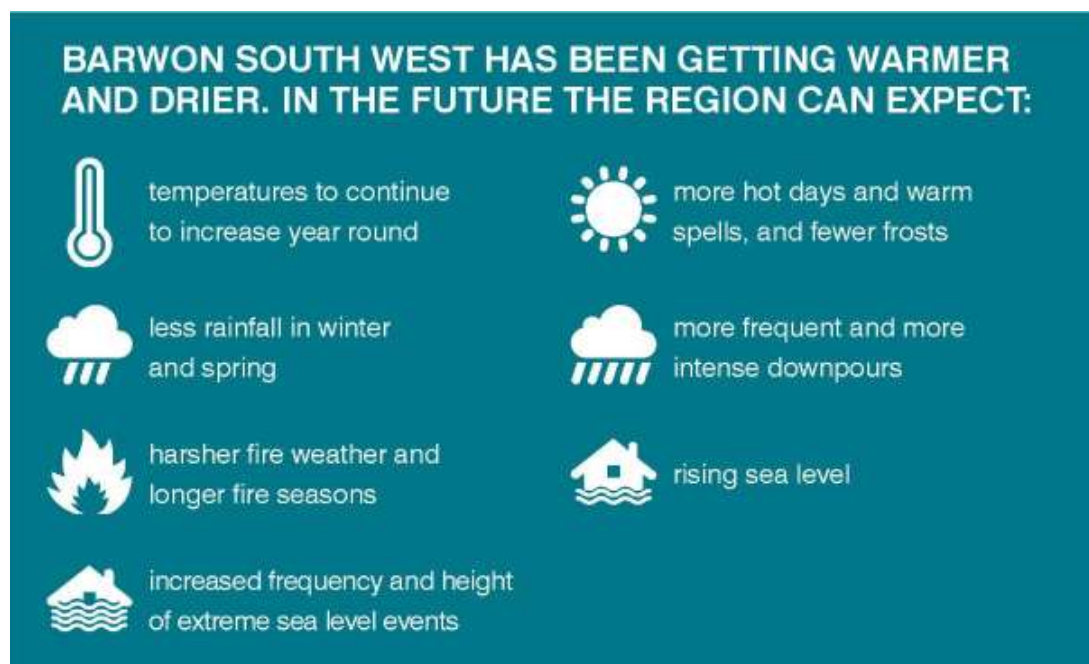 BARWON SOUTH WEST HAS BEEN GETTING WARMER
AND DRIER. IN THE FUTURE THE REGION CAN EXPECT:
temperatures to continue
to increase year round
more hot days and warm
spells, and fewer frosts
less rainfall in winter
and spring
more frequent and more
intense downpours
harsher fire weather and
longer fire seasons
rising sea level
increased frequency and height
of extreme sea level events